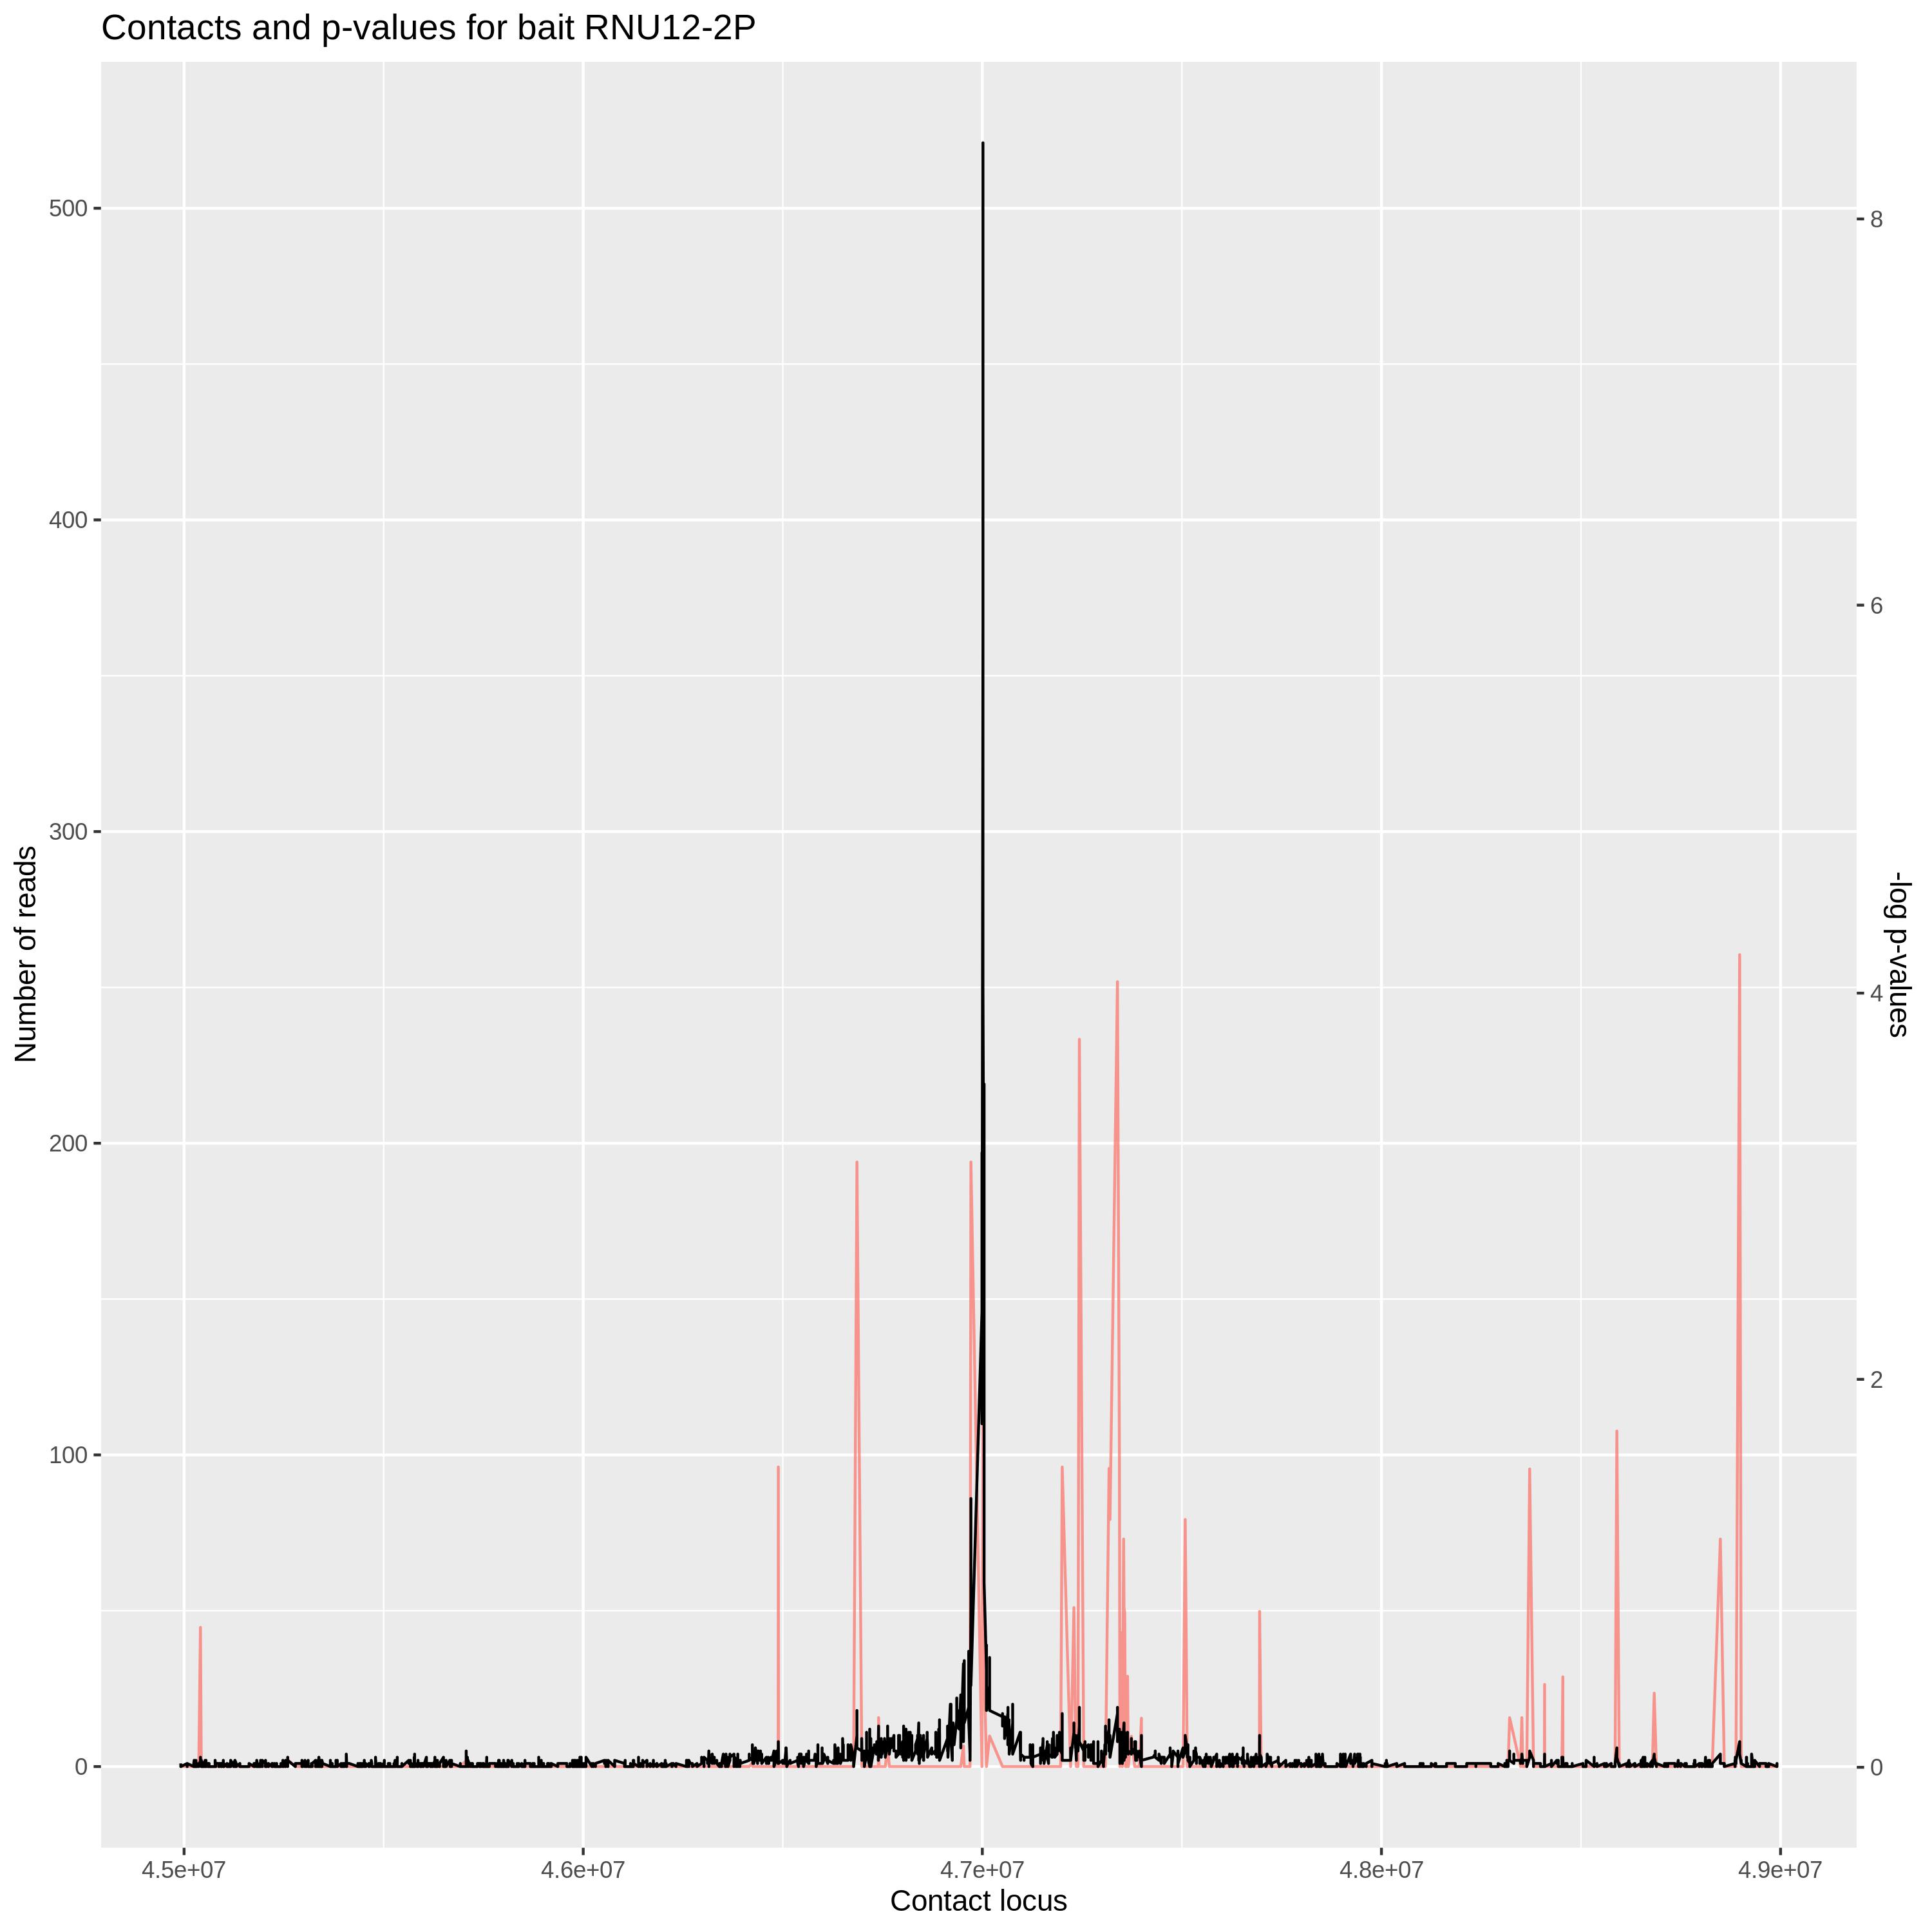 Contacts and p-values for bait RNU12-2P
500
400
300
200
100
0
Number of reads
8
6
4
2
0
-log p-values
4.5e+07
4.6e+07
4.7e+07
4.8e+07
4.9e+07
Contact locus